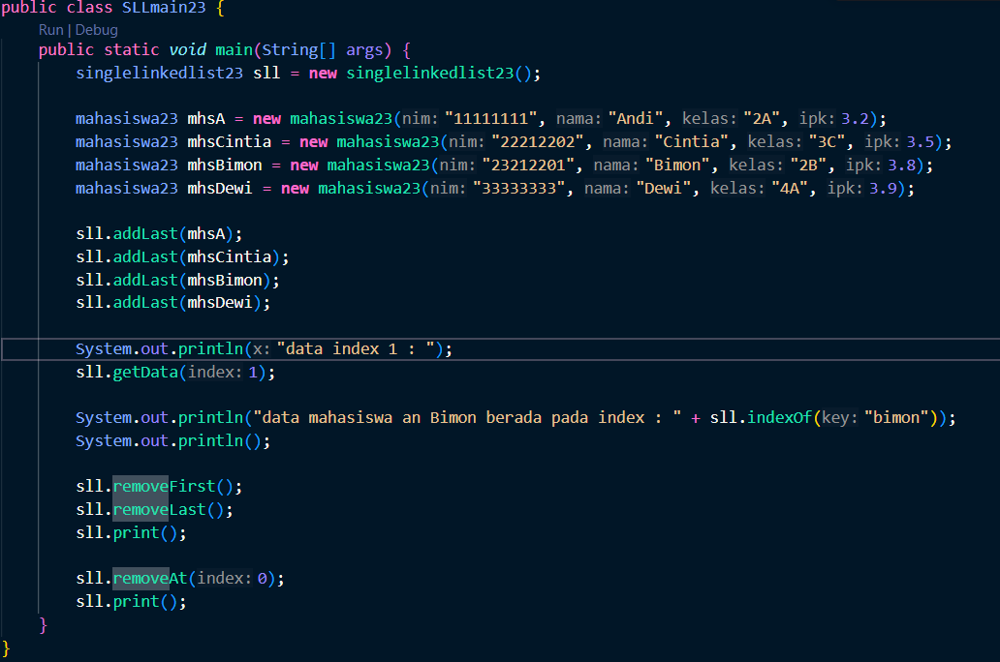 public class SLLmain23 {
Run | Debug
public static void main(String[] args) {
singlelinkedlist23 sll = new singlelinkedlist23();
mahasiswa23 mhsA = new mahasiswa23(nim: "11111111", nama: "Andi", kelas: "2A", ipk: 3.2);
mahasiswa23 mhsCintia = new mahasiswa23(nim: "22212202", nama: "Cintia", kelas: "3C", ipk: 3.5);
mahasiswa23 mhsBimon = new mahasiswa23(nim: "23212201", nama: "Bimon", kelas: "2B", ipk: 3.8);
mahasiswa23 mhsDewi = new mahasiswa23(nim: "33333333", nama: "Dewi", kelas: "4A", ipk: 3.9);
sll.addLast(mhsA);
sll.addLast(mhsCintia);
sll.addLast(mhsBimon);
sll.addLast(mhsDewi);
System.out.println(x: "data index 1 : ");
sll.getData(index: 1);
System.out.println("data mahasiswa an Bimon berada pada index : " + sll.indexOf(key: "bimon"));
System.out.println();
sll.removeFirst();
sll.removeLast();
sll.print();
sll.removeAt(index: 0);
sll.print();
}
}